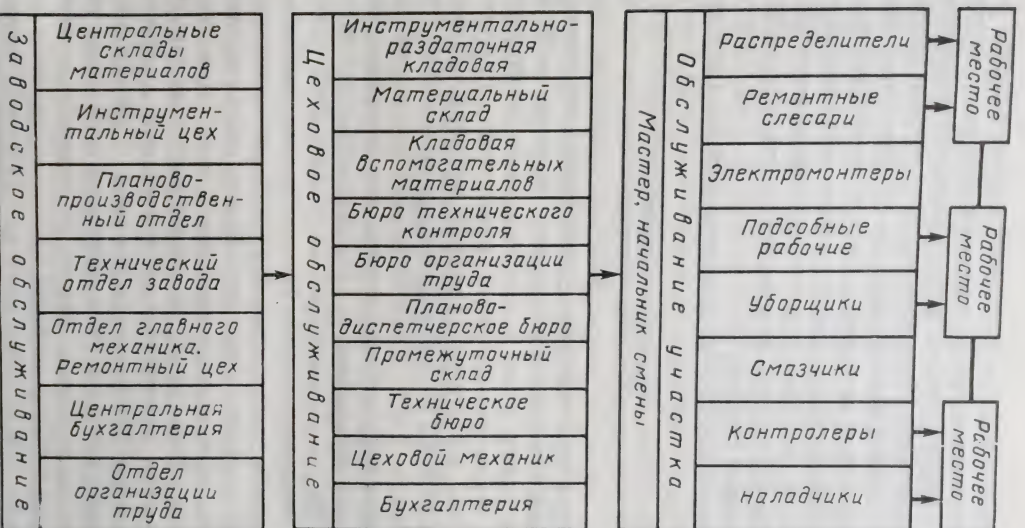 Заводское обслуживание
Центральные
склады
материалов
Инструмен-
тальный цех
Планово-
производствен-
ный отдел
Технический
отдел завода
Отдел главного
механика.
Ремонтный цех
Центральная
бухгалтерия
Отдел
организации
труда
Цеховое обслуживание
Инструментально-
раздаточная
кладовая
Материальный
склад
Кладовая
вспомогательных
материалов
Бюро технического
контроля
Бюро организации
труда
Планово-
диспетчерское бюро
Промежуточный
склад
Техническое
бюро
Цеховой механик
Бухгалтерия
Мастер, начальник смены
Обслуживание участка
Распределители
Ремонтные
слесари
Электромонтеры
Подсобные
рабочие
Уборщики
Смазчики
Контролеры
Наладчики
Рабочее
место
Рабочее
место
Рабочее
место